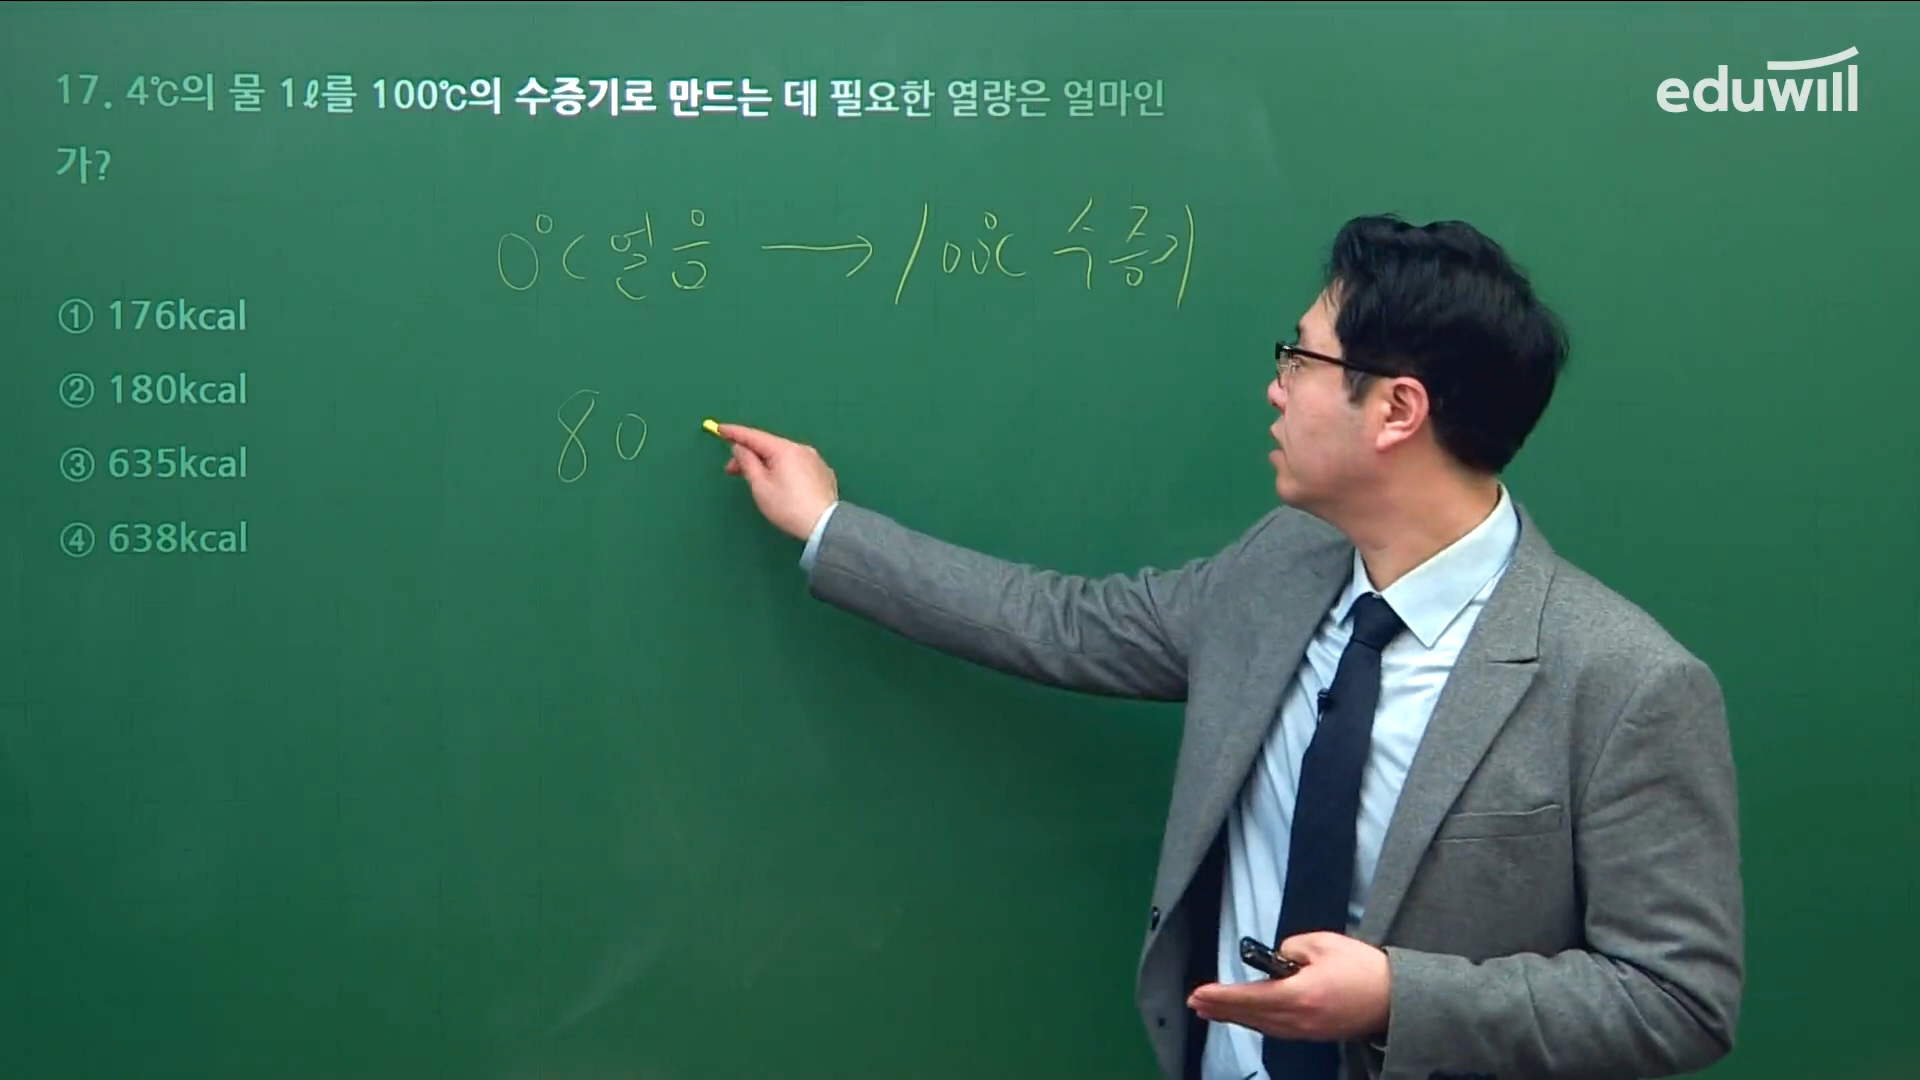 eduwill
17. 4℃의 물 1ℓ를 100℃의 수증기로 만드는 데 필요한 열량은 얼마인
가?
0℃ 얼음 → 100℃ 수증기
① 176kcal
② 180kcal
③ 635kcal
④ 638kcal
80